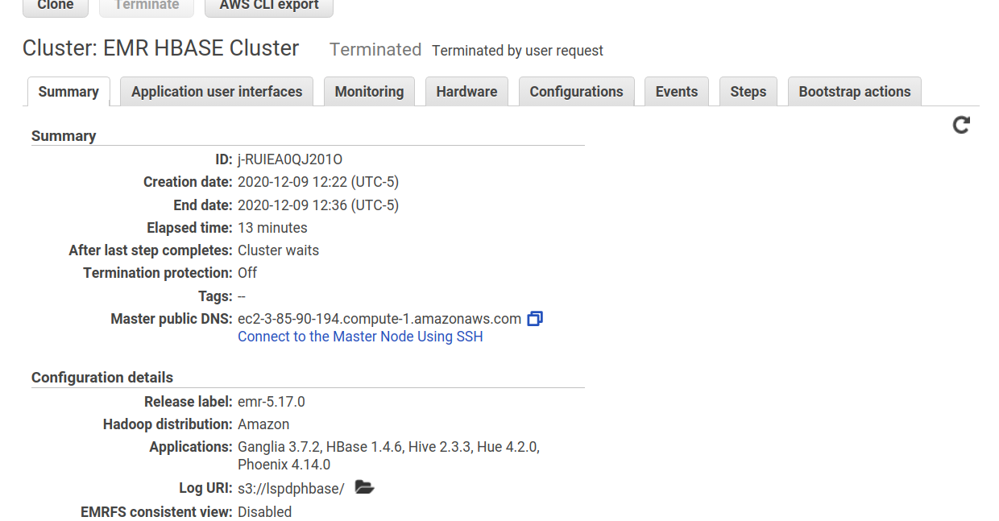 Clone Terminate AWS CLI export
Cluster: EMR HBASE Cluster Terminated Terminated by user request
Summary Application user interfaces Monitoring Hardware Configurations Events Steps Bootstrap actions
Summary
ID: j-RUIEA0QJ201O
Creation date: 2020-12-09 12:22 (UTC-5)
End date: 2020-12-09 12:36 (UTC-5)
Elapsed time: 13 minutes
After last step completes: Cluster waits
Termination protection: Off
Tags: --
Master public DNS: ec2-3-85-90-194.compute-1.amazonaws.com
Connect to the Master Node Using SSH
Configuration details
Release label: emr-5.17.0
Hadoop distribution: Amazon
Applications: Ganglia 3.7.2, HBase 1.4.6, Hive 2.3.3, Hue 4.2.0,
Phoenix 4.14.0
Log URI: s3://lspdphbase/
EMRFS consistent view: Disabled